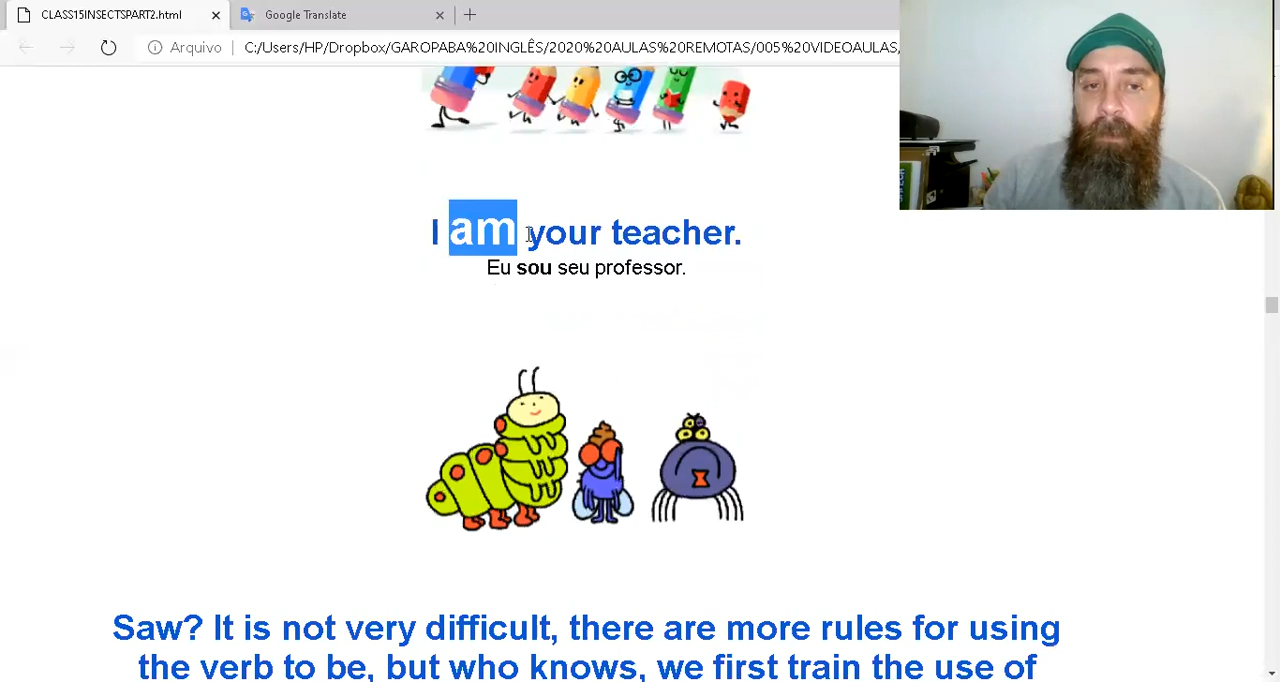 CLASS15INSECTSPART2.html
Google Translate
Arquivo
C:/Users/HP/Dropbox/GAROPABA%20INGLÊS/2020%20AULAS%20REMOTAS/005%20VIDEOAULAS,
I am your teacher.
Eu sou seu professor.
Saw? It is not very difficult, there are more rules for using
the verb to be, but who knows, we first train the use of